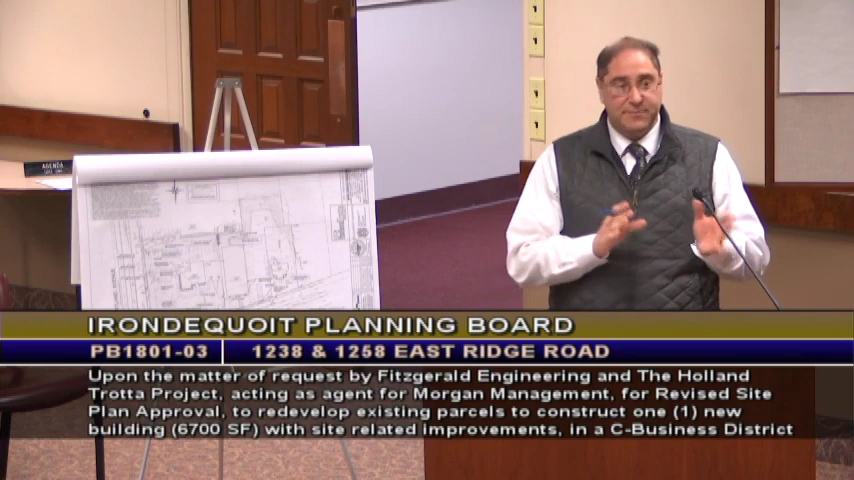 AGENDA
IRONDEQUOIT PLANNING BOARD
PB1801-03 1238 & 1258 EAST RIDGE ROAD
Upon the matter of request by Fitzgerald Engineering and The Holland
Trotta Project, acting as agent for Morgan Management, for Revised Site
Plan Approval, to redevelop existing parcels to construct one (1) new
building (6700 SF) with site related improvements, in a C-Business District